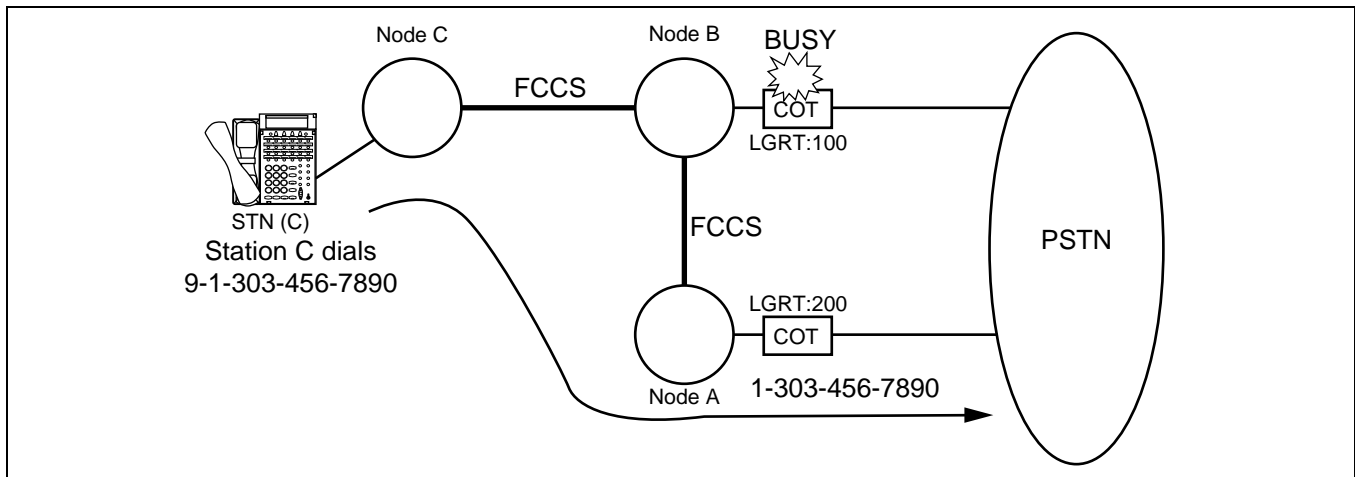 Node C
Node B
BUSY
FCCS
COT
LGRT:100
STN (C)
Station C dials
9-1-303-456-7890
FCCS
PSTN
LGRT:200
COT
Node A
1-303-456-7890